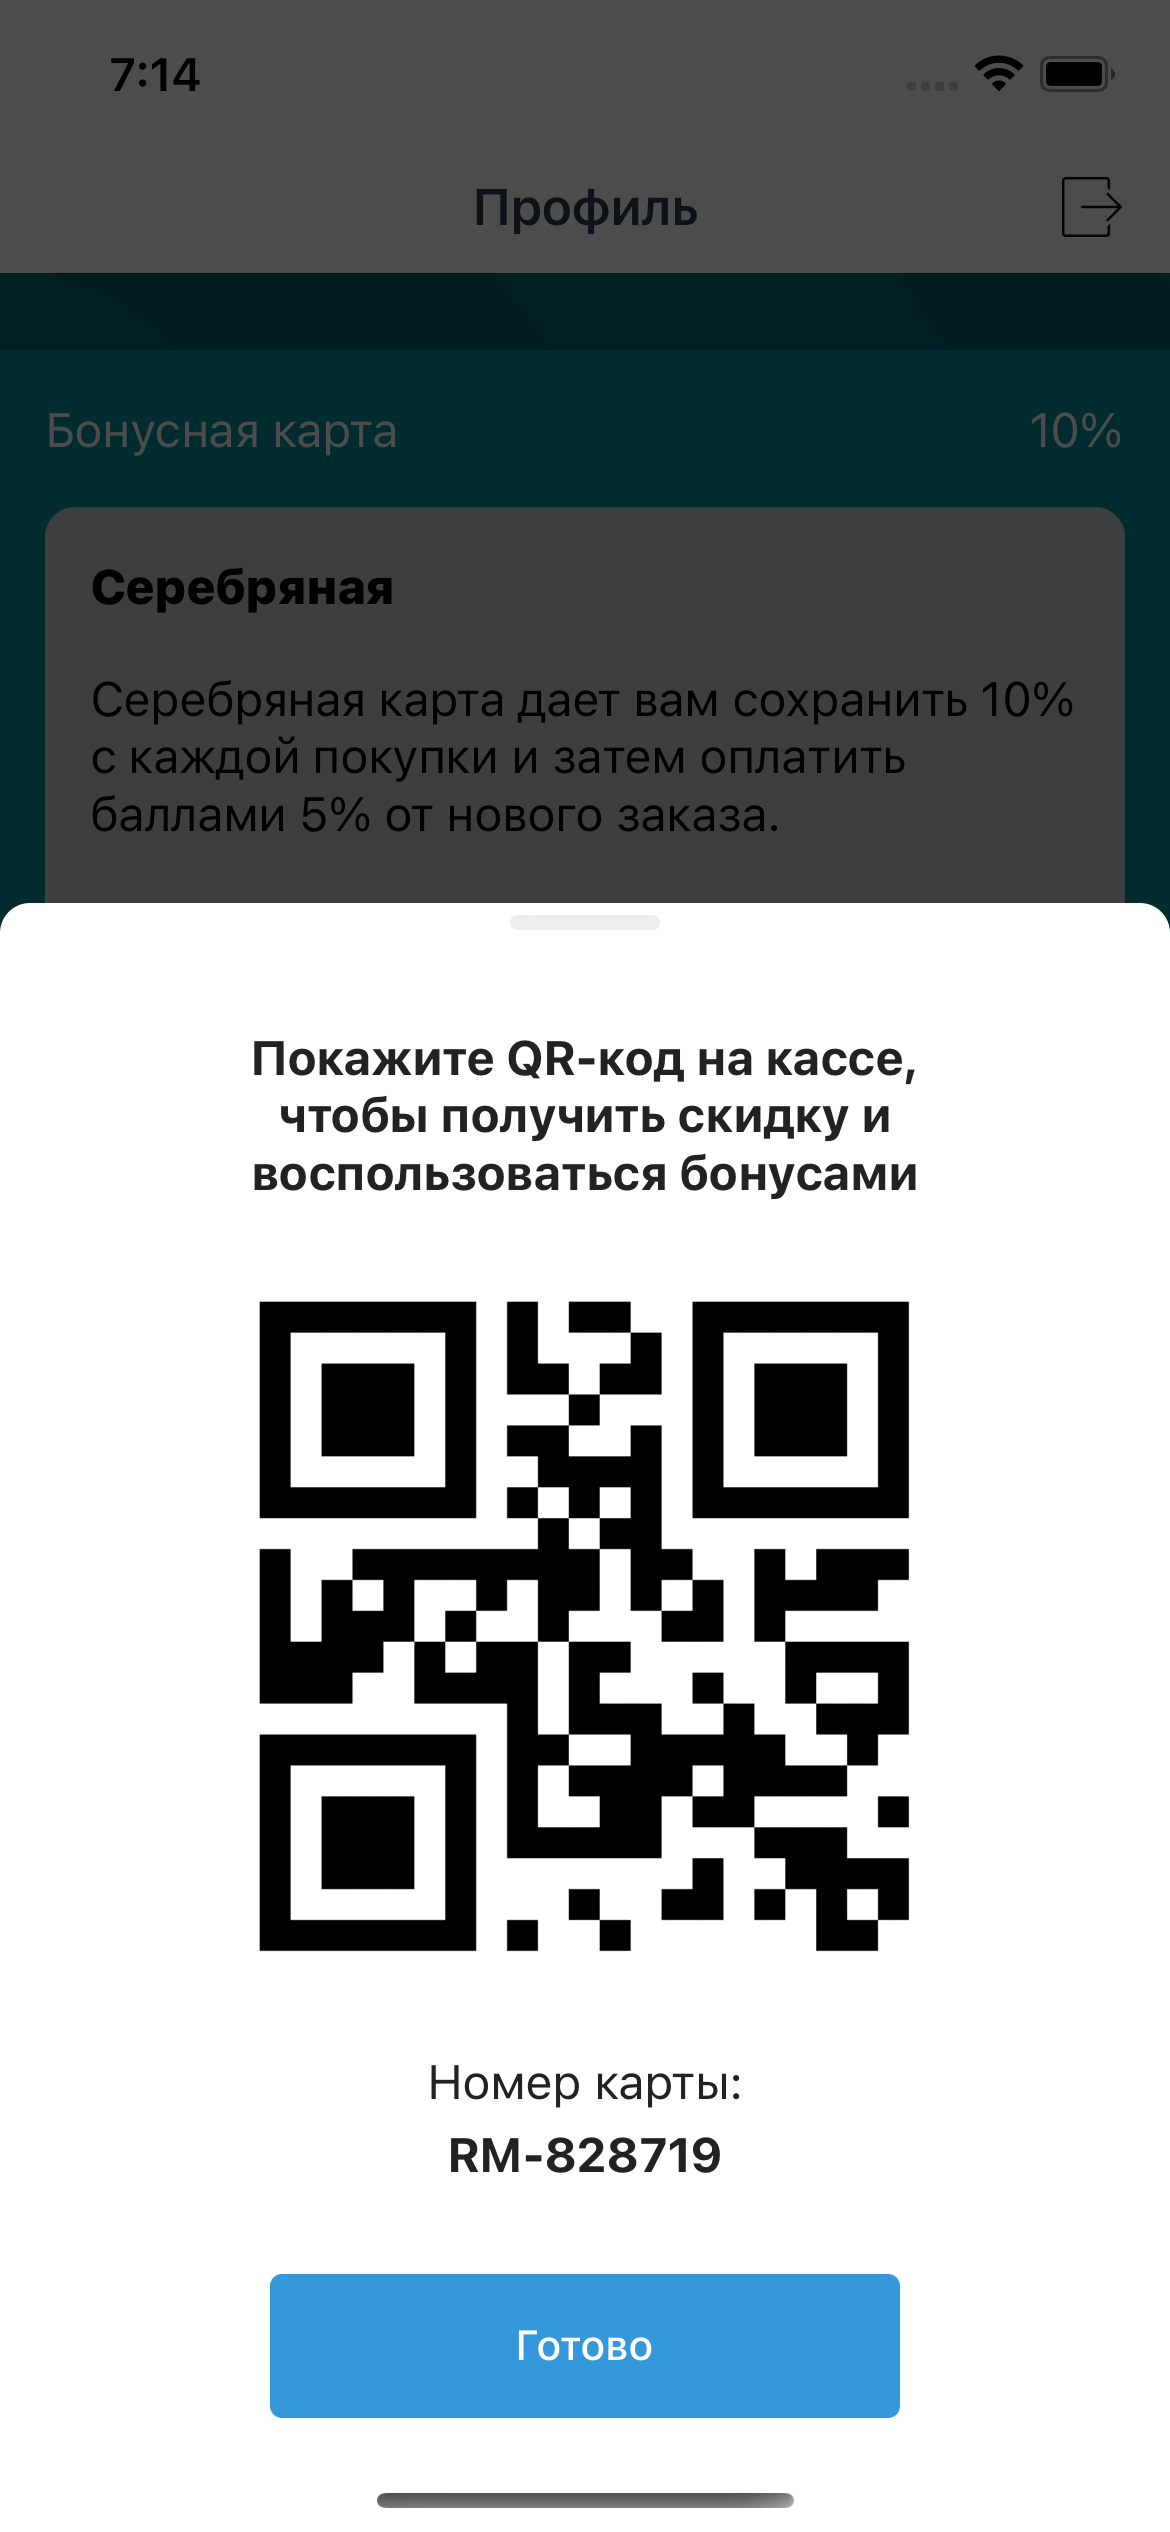 7:14
Профиль
Бонусная карта 10%
Серебряная
Серебряная карта дает вам сохранить 10%
с каждой покупки и затем оплатить
баллами 5% от нового заказа.
Покажите QR-код на кассе,
чтобы получить скидку и
воспользоваться бонусами
Номер карты:
RM-828719
Готово